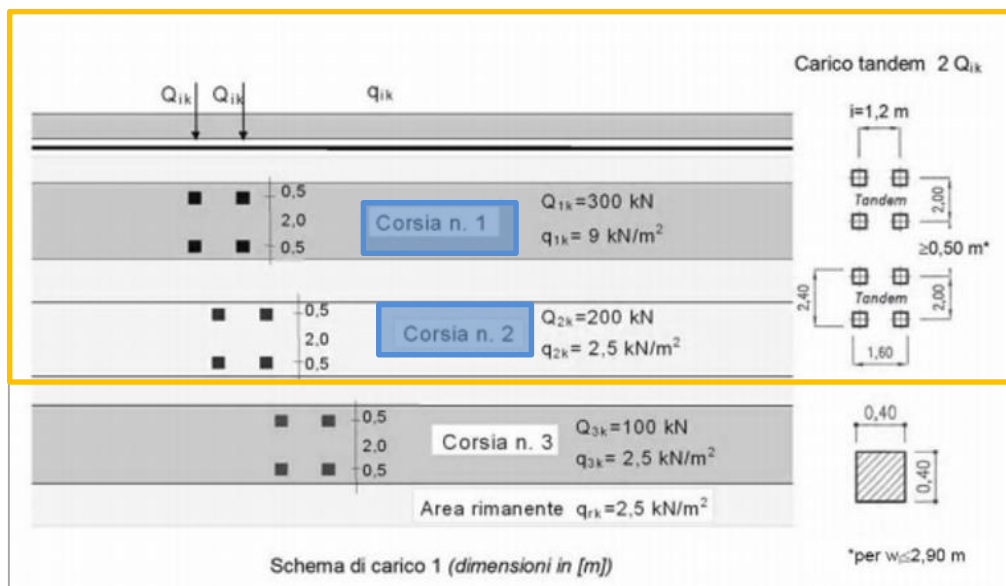 Carico tandem 2 Qik
Qik Qik qik
i=1,2 m
0,5
2,0
0,5
Corsia n. 1
Q1k=300 kN
q1k= 9 kN/m²
Tandem
2,00
≥0,50 m*
0,5
2,0
0,5
Corsia n. 2
Q2k=200 kN
q2k= 2,5 kN/m²
2,40
Tandem
2,00
1,60
0,5
2,0
0,5
Corsia n. 3
Q3k=100 kN
q3k= 2,5 kN/m²
0,40
0,40
Area rimanente qrk=2,5 kN/m²
Schema di carico 1 (dimensioni in [m])
*per wl≤2,90 m